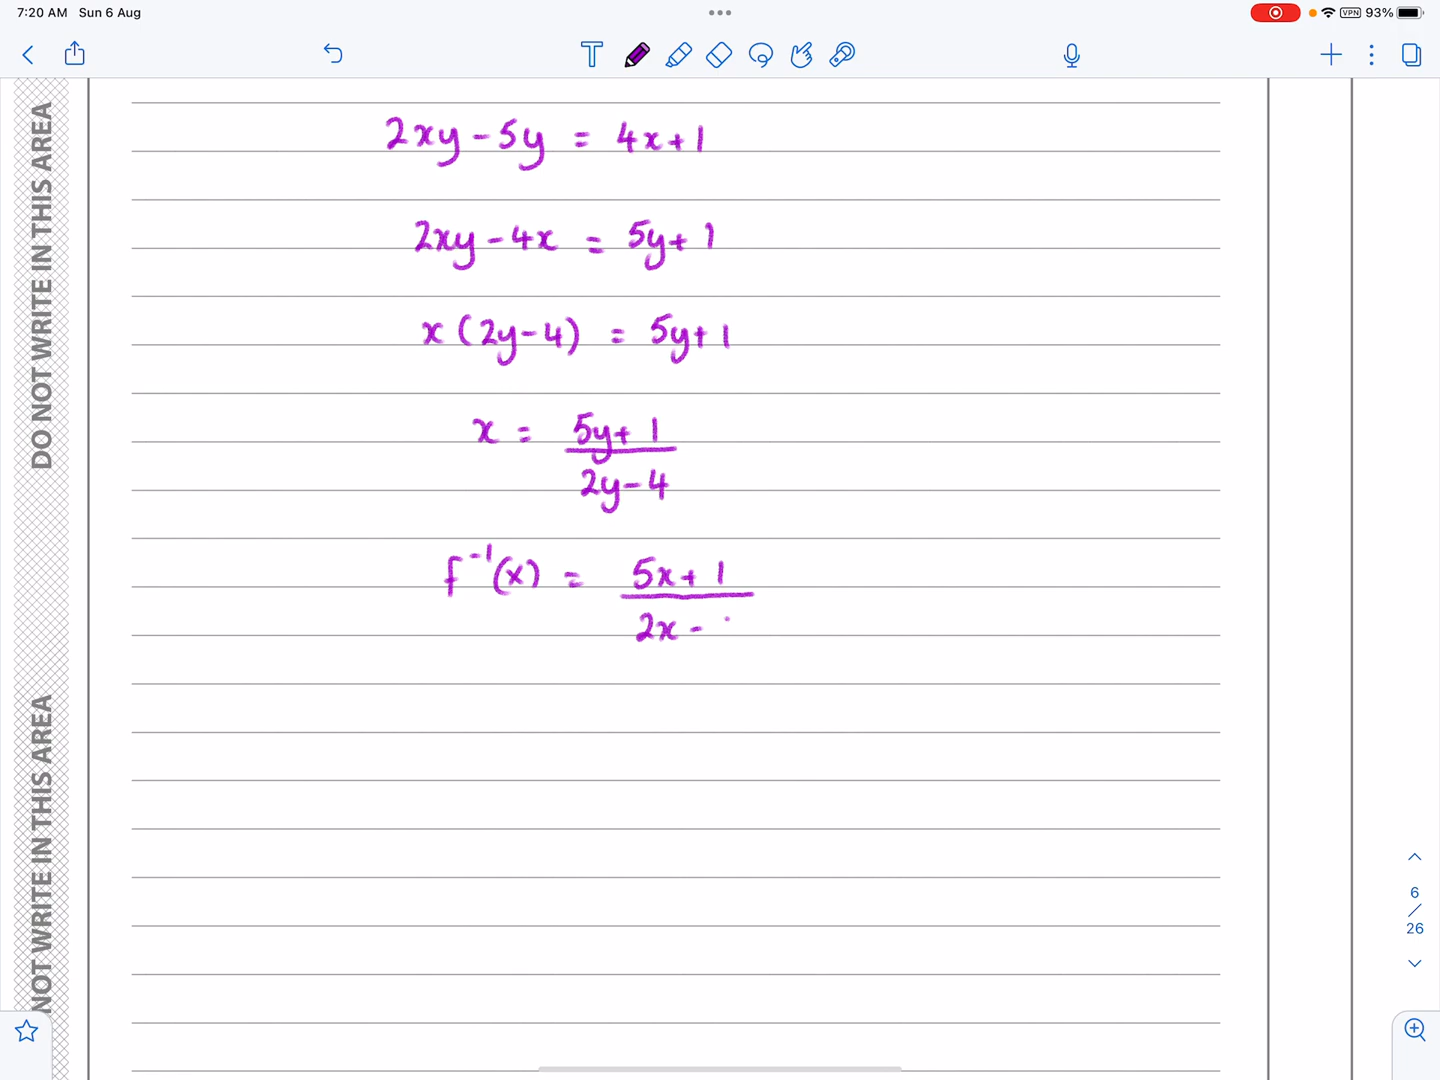 7:20 AM Sun 6 Aug
VPN 93%
T
DO NOT WRITE IN THIS AREA
2xy - 5y = 4x + 1
2xy - 4x = 5y + 1
x (2y - 4) = 5y + 1
x = 5y + 1
2y - 4
f⁻¹(x) = 5x + 1
2x -
NOT WRITE IN THIS AREA
6
/
26